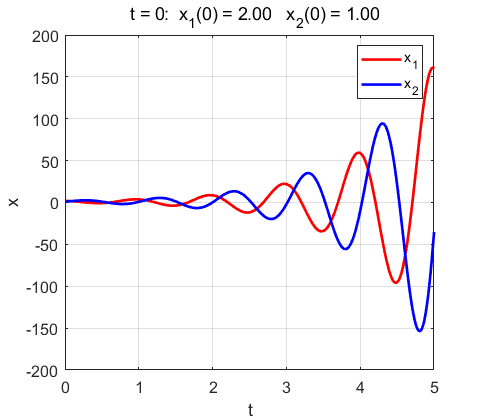 t = 0: x₁(0) = 2.00 x₂(0) = 1.00
200
150
100
50
0
-50
-100
-150
-200
x
x₁
x₂
0 1 2 3 4 5
t